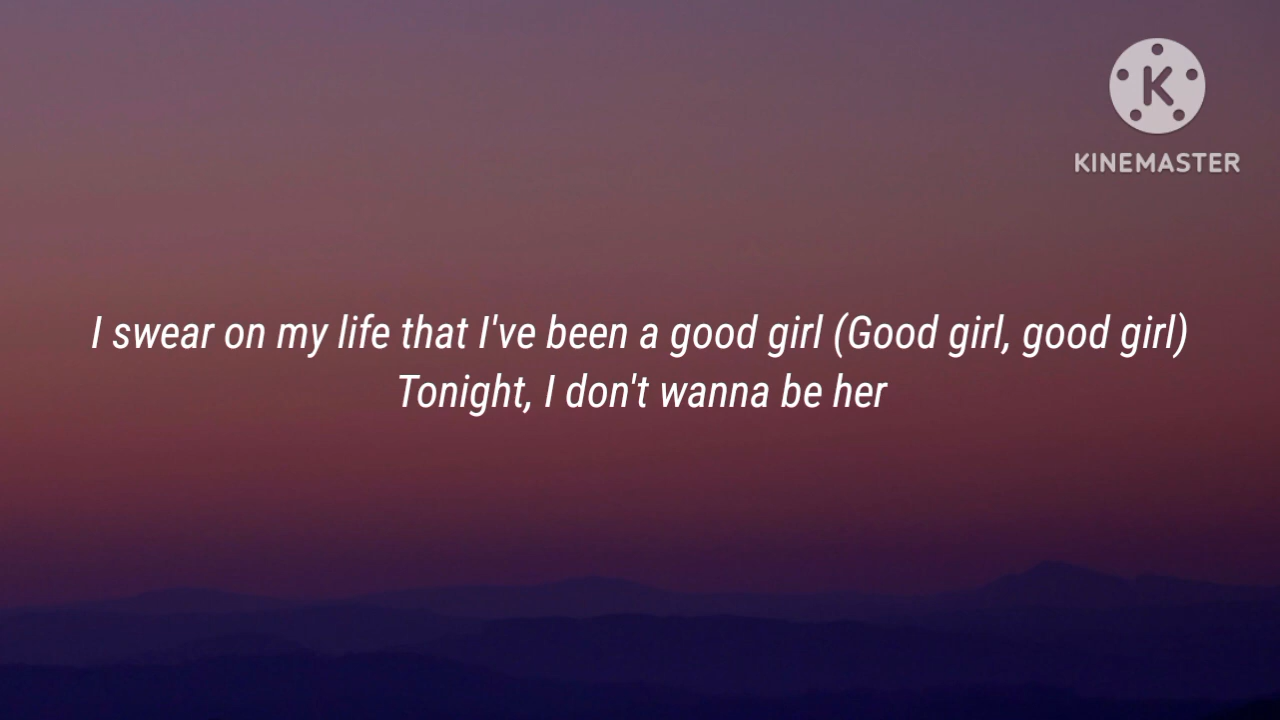 K
KINEMASTER
I swear on my life that I've been a good girl (Good girl, good girl)
Tonight, I don't wanna be her